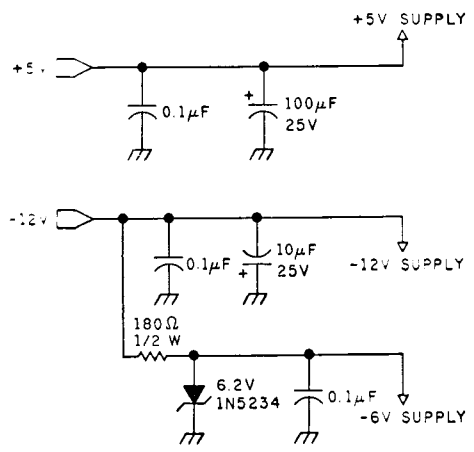 +5V SUPPLY
+5V
0.1μF
+
100μF
25V
-12V
0.1μF
+
10μF
25V
-12V SUPPLY
180Ω
1/2 W
6.2V
1N5234
0.1μF
-6V SUPPLY